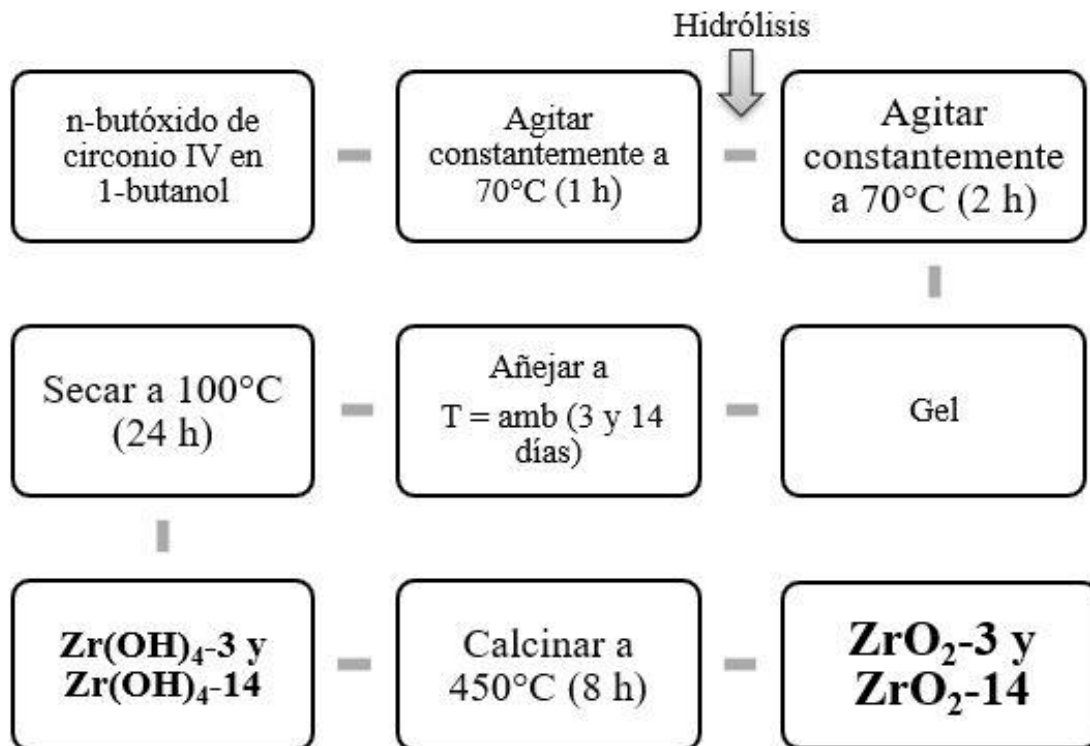 Hidrólisis
n-butóxido de
circonio IV en
1-butanol
Agitar
constantemente a
70°C (1 h)
Agitar
constantemente
a 70°C (2 h)
Gel
Añejar a
T = amb (3 y 14
días)
Secar a 100°C
(24 h)
Zr(OH)₄-3 y
Zr(OH)₄-14
Calcinar a
450°C (8 h)
ZrO₂-3 y
ZrO₂-14